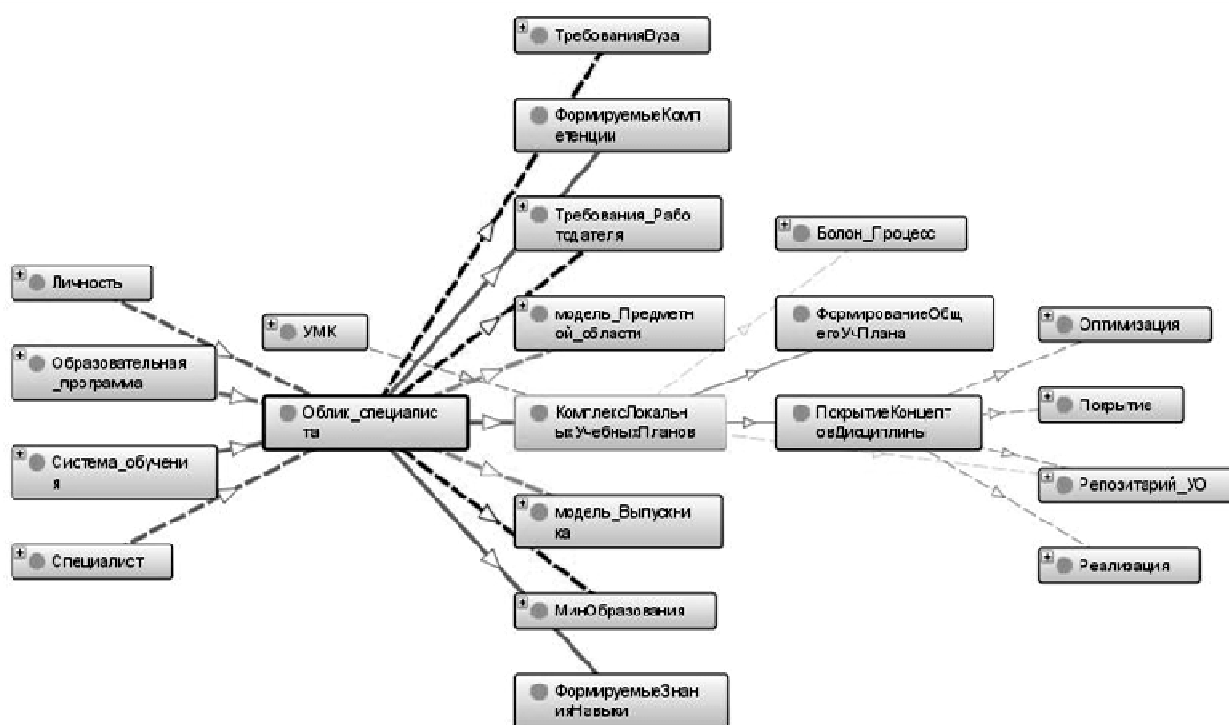 ТребованияВуза
ФормируемыеКомп
етенции
Требования_Рабо
тодателя
Болон_Процесс
Личность
УМК
модель_Предметн
ой_области
ФормированиеОбщ
егоУчПлана
Оптимизация
Образовательная
_программа
Облик_специалис
та
КомплексЛокальн
ыхУчебныхПланов
ПокрытиеКонцепт
овДисциплины
Покрытие
Система_обучени
я
Репозитарий_УО
модель_Выпускни
ка
Специалист
Реализация
МинОбразования
ФормируемыеЗнан
ияНавыки